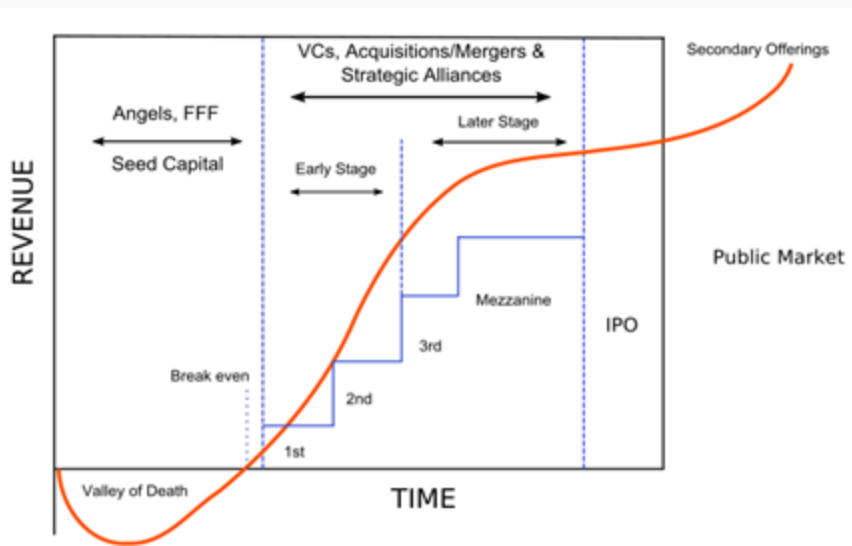 Secondary Offerings
VCs, Acquisitions/Mergers &
Strategic Alliances
Angels, FFF
Seed Capital
Later Stage
Early Stage
REVENUE
Public Market
Mezzanine
IPO
3rd
Break even
2nd
1st
Valley of Death
TIME